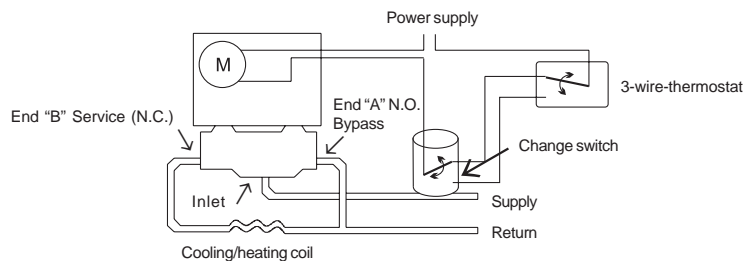 Power supply
M
3-wire-thermostat
End “B” Service (N.C.)
End “A” N.O.
Bypass
Change switch
Inlet
Supply
Return
Cooling/heating coil